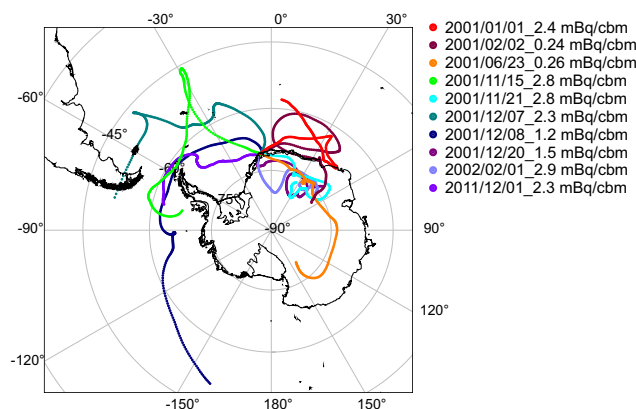 -30°
0°
30°
2001/01/01_2.4 mBq/cbm
2001/02/02_0.24 mBq/cbm
2001/06/23_0.26 mBq/cbm
2001/11/15_2.8 mBq/cbm
2001/11/21_2.8 mBq/cbm
2001/12/07_2.3 mBq/cbm
2001/12/08_1.2 mBq/cbm
2001/12/20_1.5 mBq/cbm
2002/02/01_2.9 mBq/cbm
2011/12/01_2.3 mBq/cbm
-60°
-45°
-60°
-75°
-90°
-90°
90°
120°
-120°
-150°
180°
150°